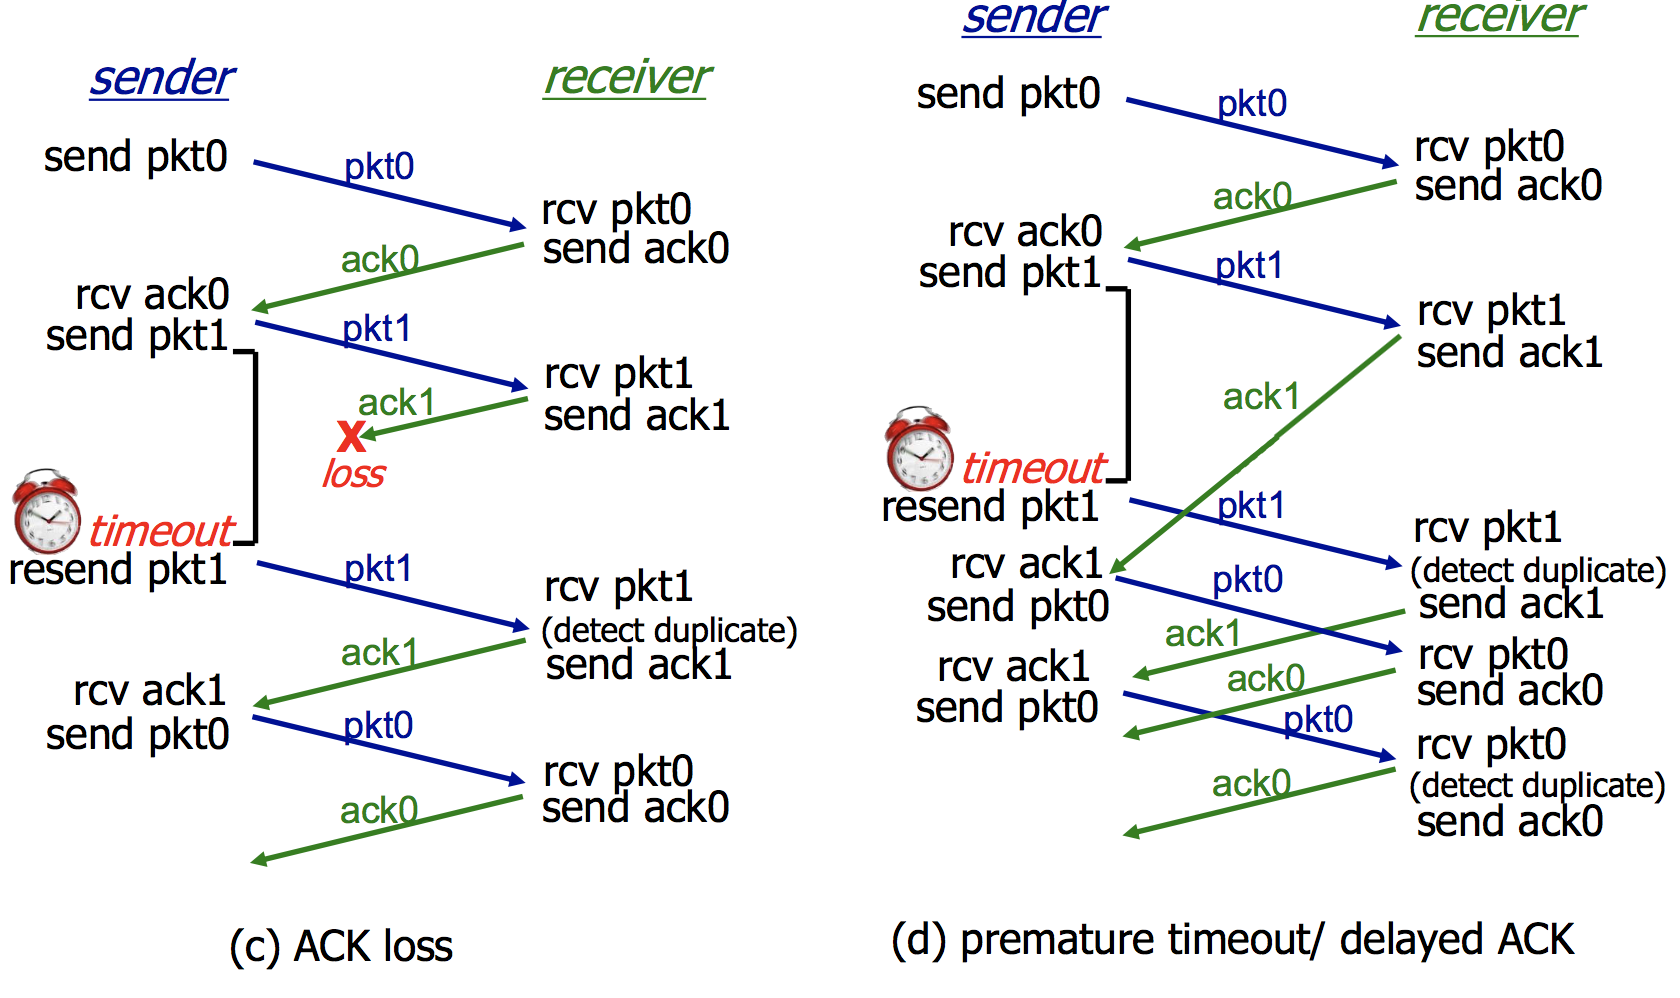 sender
receiver
send pkt0
pkt0
rcv pkt0
send ack0
ack0
rcv ack0
send pkt1
pkt1
rcv pkt1
send ack1
ack1
X
loss
timeout
resend pkt1
pkt1
rcv pkt1
(detect duplicate)
send ack1
ack1
rcv ack1
send pkt0
pkt0
rcv pkt0
send ack0
ack0
(c) ACK loss
sender
receiver
send pkt0
pkt0
rcv pkt0
send ack0
ack0
rcv ack0
send pkt1
pkt1
rcv pkt1
send ack1
ack1
timeout
resend pkt1
pkt1
rcv pkt1
(detect duplicate)
send ack1
rcv ack1
send pkt0
pkt0
ack1
rcv pkt0
send ack0
rcv ack1
send pkt0
ack0
pkt0
rcv pkt0
(detect duplicate)
send ack0
ack0
(d) premature timeout/ delayed ACK